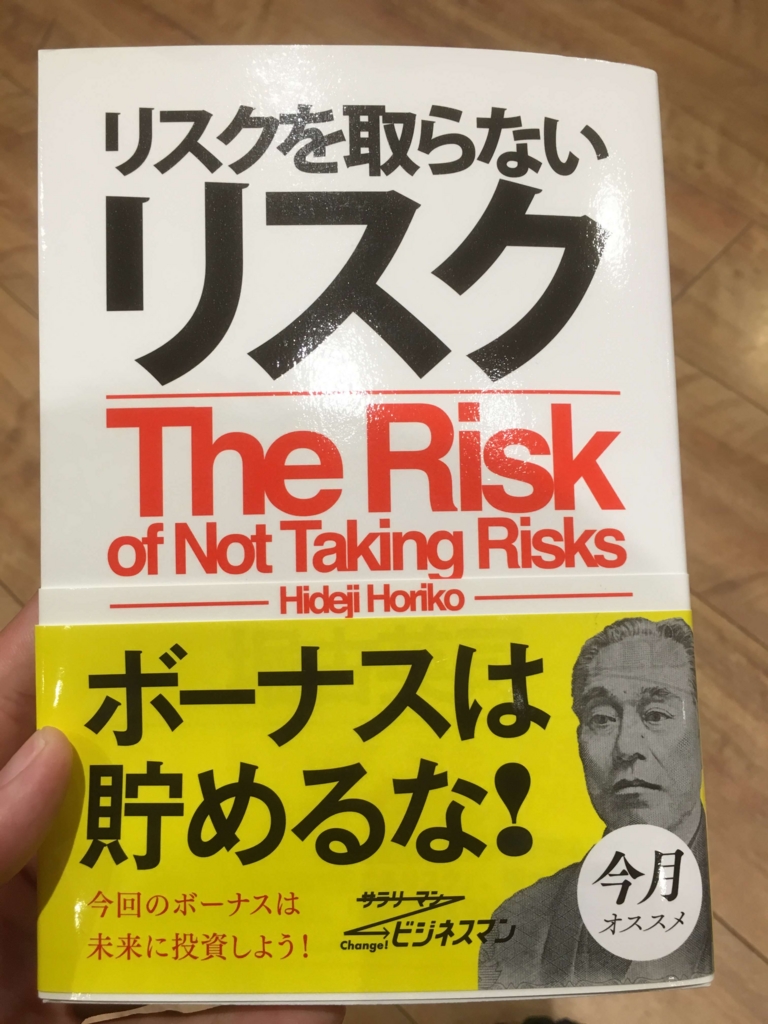 リスクを取らない
リスク
The Risk
of Not Taking Risks
Hideji Horiko
ボーナスは
貯めるな!
今回のボーナスは
未来に投資しよう!
サラリーマン
Change!
ビジネスマン
今月
オススメ